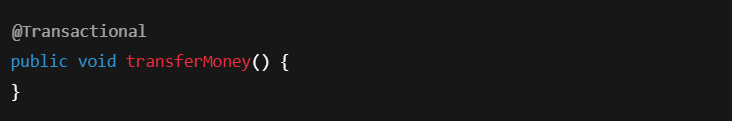 @Transactional
public void transferMoney() {
}